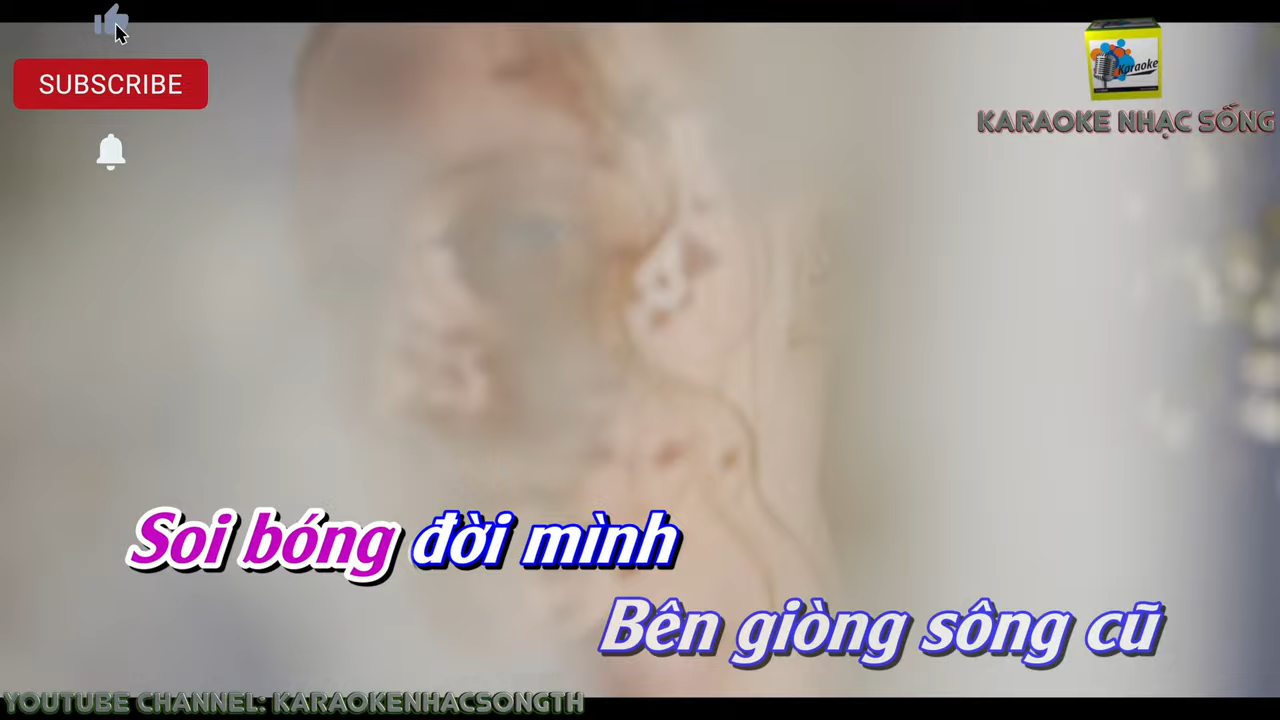 SUBSCRIBE
Karaoke
KARAOKE NHẠC SỐNG
Soi bóng đời mình
Bên giòng sông cũ
YOUTUBE CHANNEL: KARAOKENHACSONGTH